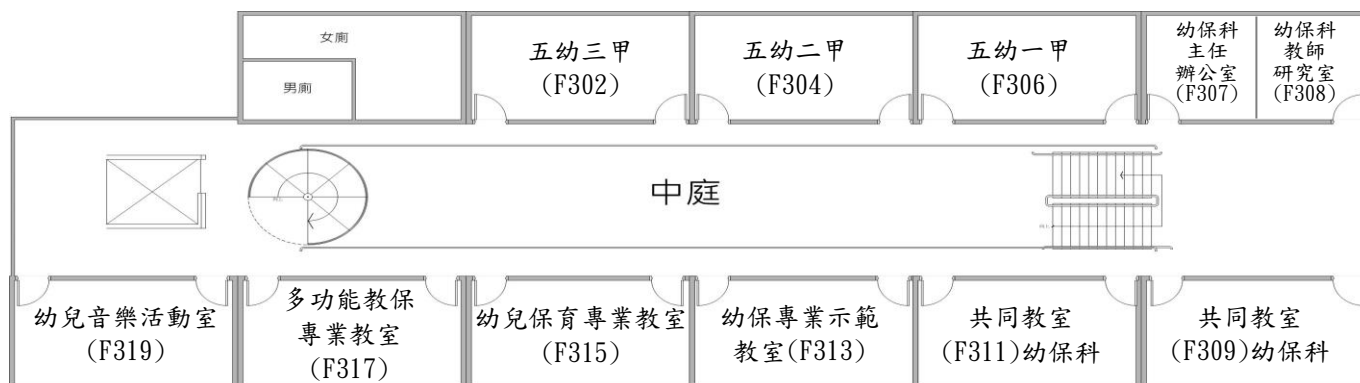 女廁
男廁
五幼三甲
(F302)
五幼二甲
(F304)
五幼一甲
(F306)
幼保科
主任
辦公室
(F307)
幼保科
教師
研究室
(F308)
中庭
幼兒音樂活動室
(F319)
多功能教保
專業教室
(F317)
幼兒保育專業教室
(F315)
幼保專業示範
教室(F313)
共同教室
(F311)幼保科
共同教室
(F309)幼保科